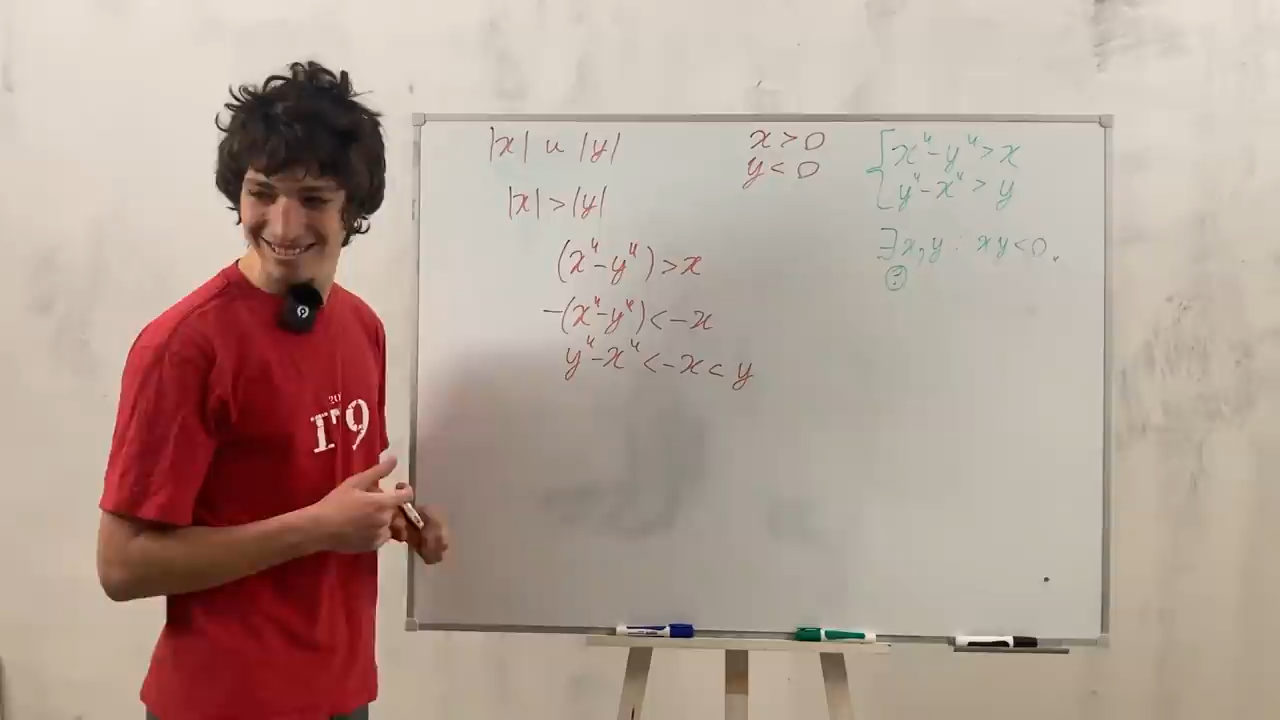 |x| и |y|
|x| > |y|
(x⁴-y⁴) > x
-(x⁴-y⁴) < -x
y⁴-x⁴ < -x < y
x > 0
y < 0
x⁴-y⁴ > x
y⁴-x⁴ > y
∃x,y : xy < 0.
?